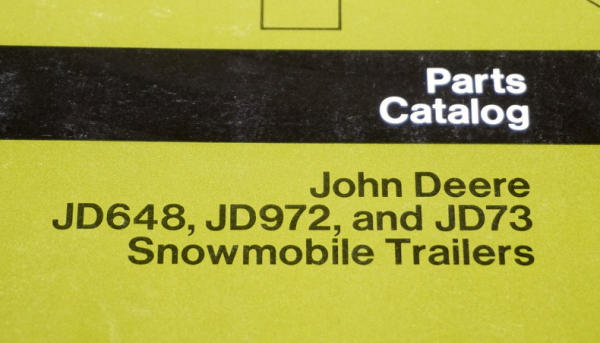 Parts
Catalog
John Deere
JD648, JD972, and JD73
Snowmobile Trailers